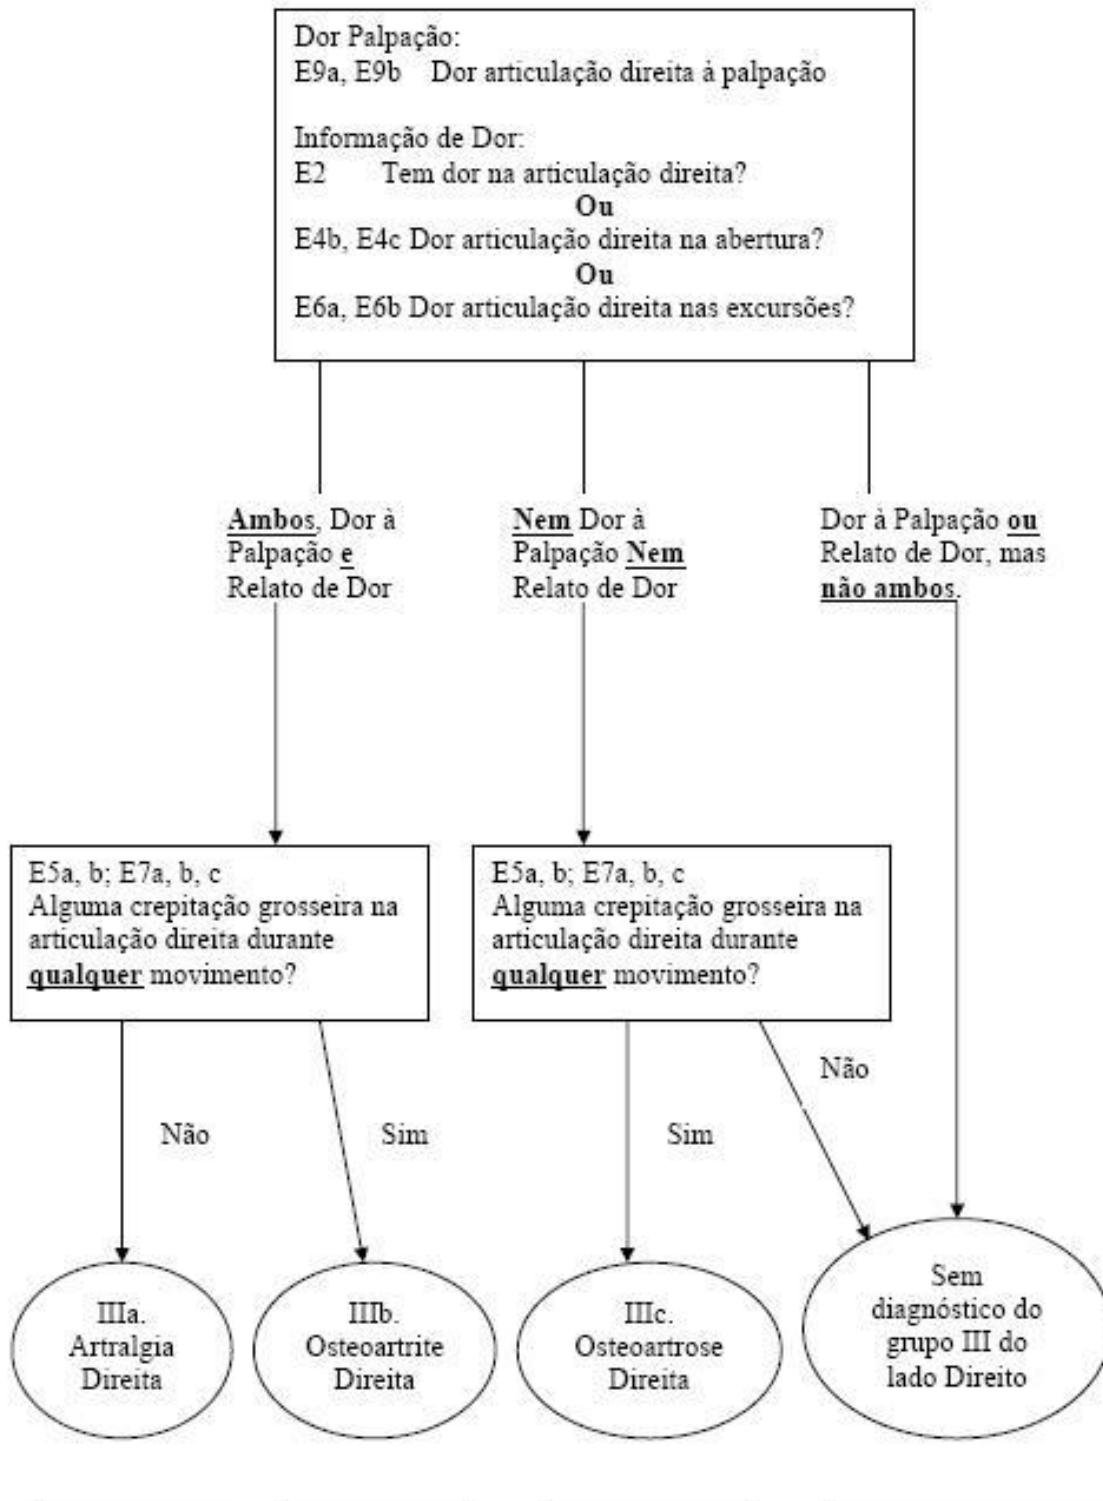 Dor Palpação:
E9a, E9b Dor articulação direita à palpação
Informação de Dor:
E2 Tem dor na articulação direita?
Ou
E4b, E4c Dor articulação direita na abertura?
Ou
E6a, E6b Dor articulação direita nas excursões?
Ambos, Dor à
Palpação e
Relato de Dor
Nem Dor à
Palpação Nem
Relato de Dor
Dor à Palpação ou
Relato de Dor, mas
não ambos.
E5a, b; E7a, b, c
Alguma crepitação grosseira na
articulação direita durante
qualquer movimento?
E5a, b; E7a, b, c
Alguma crepitação grosseira na
articulação direita durante
qualquer movimento?
Não
Sim
Sim
Não
IIIa.
Artralgia
Direita
IIIb.
Osteoartrite
Direita
IIIc.
Osteoartrose
Direita
Sem
diagnóstico do
grupo III do
lado Direito